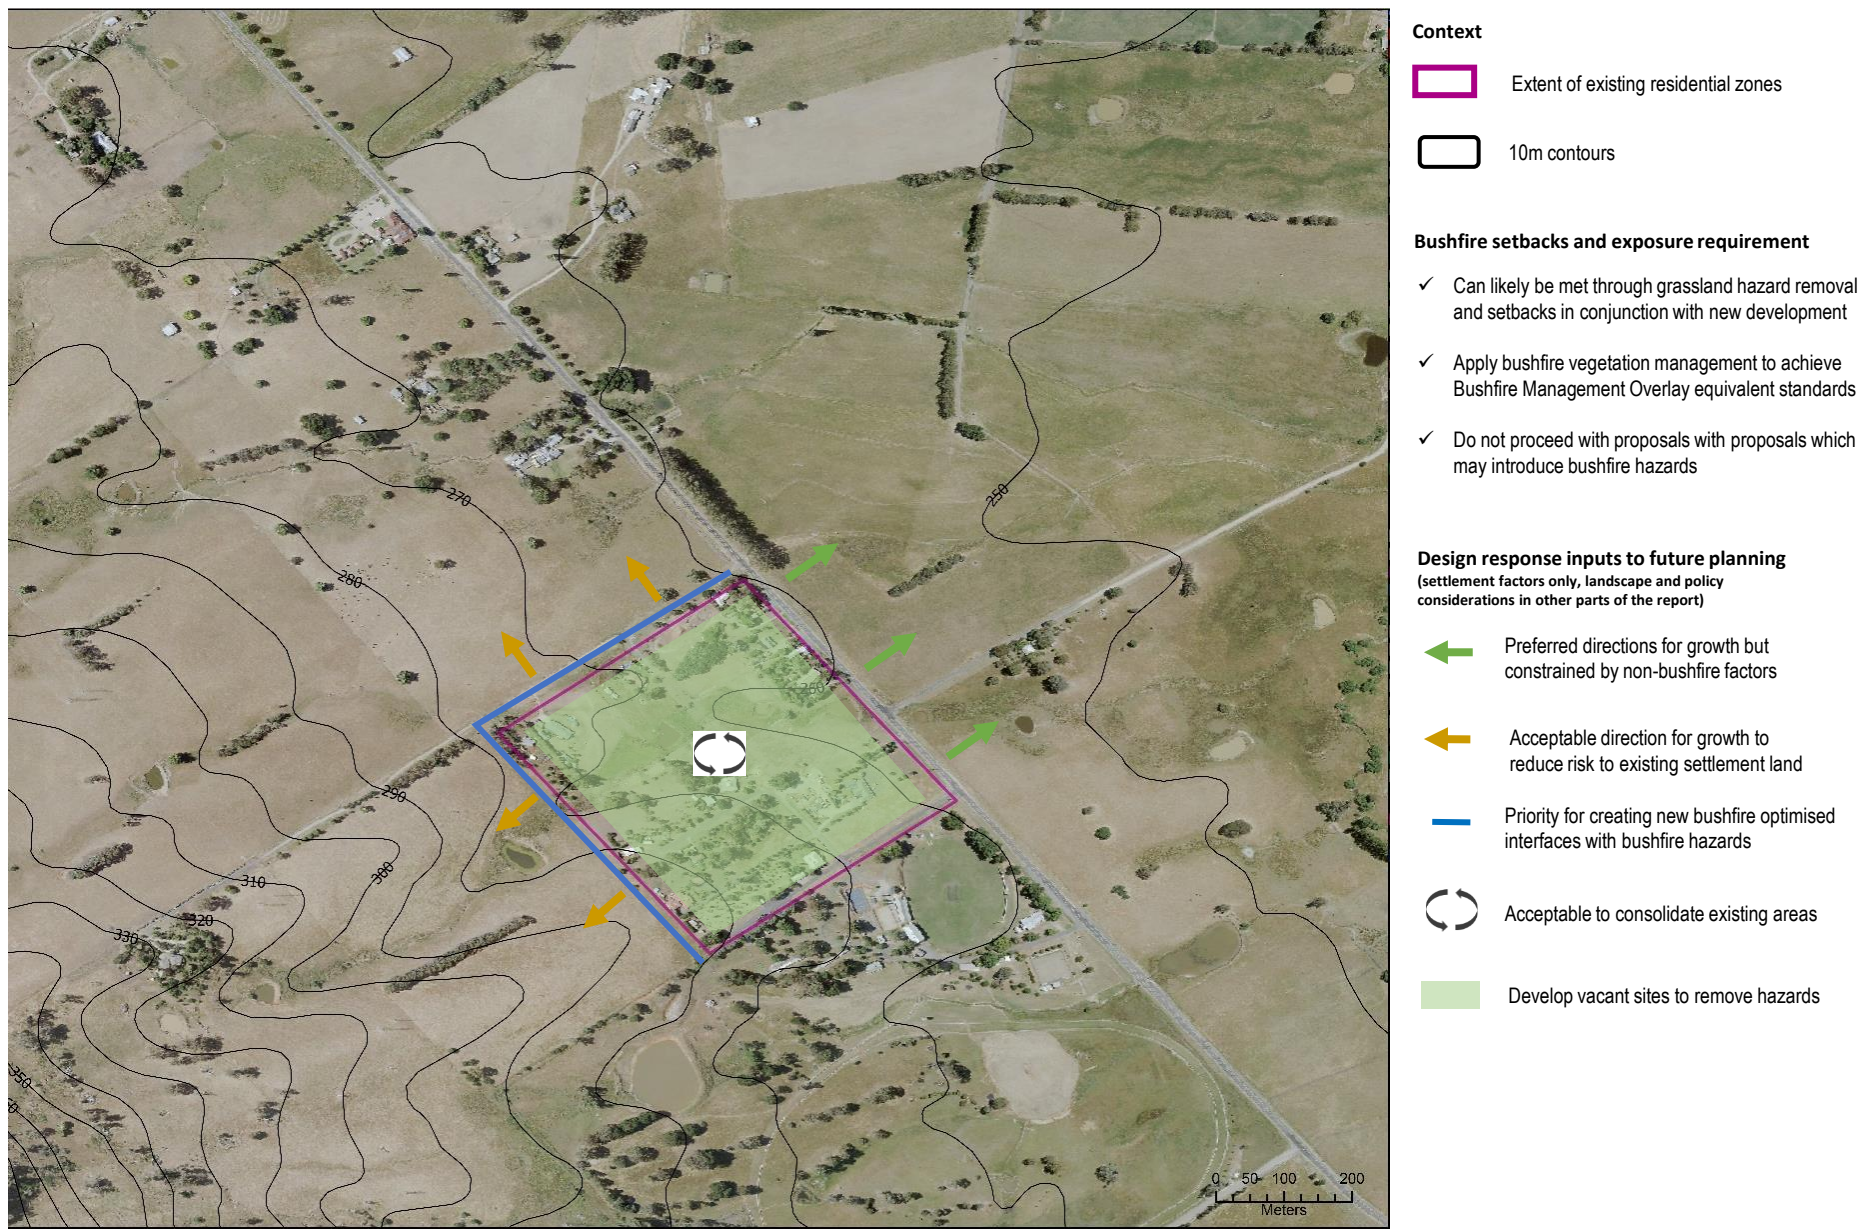 Context
Extent of existing residential zones
10m contours
Bushfire setbacks and exposure requirement
✓ Can likely be met through grassland hazard removal
and setbacks in conjunction with new development
✓ Apply bushfire vegetation management to achieve
Bushfire Management Overlay equivalent standards
✓ Do not proceed with proposals with proposals which
may introduce bushfire hazards
Design response inputs to future planning
(settlement factors only, landscape and policy
considerations in other parts of the report)
Preferred directions for growth but
constrained by non-bushfire factors
Acceptable direction for growth to
reduce risk to existing settlement land
Priority for creating new bushfire optimised
interfaces with bushfire hazards
Acceptable to consolidate existing areas
Develop vacant sites to remove hazards
270
250
280
260
290
300
310
320
330
350
0 50 100 200
Meters